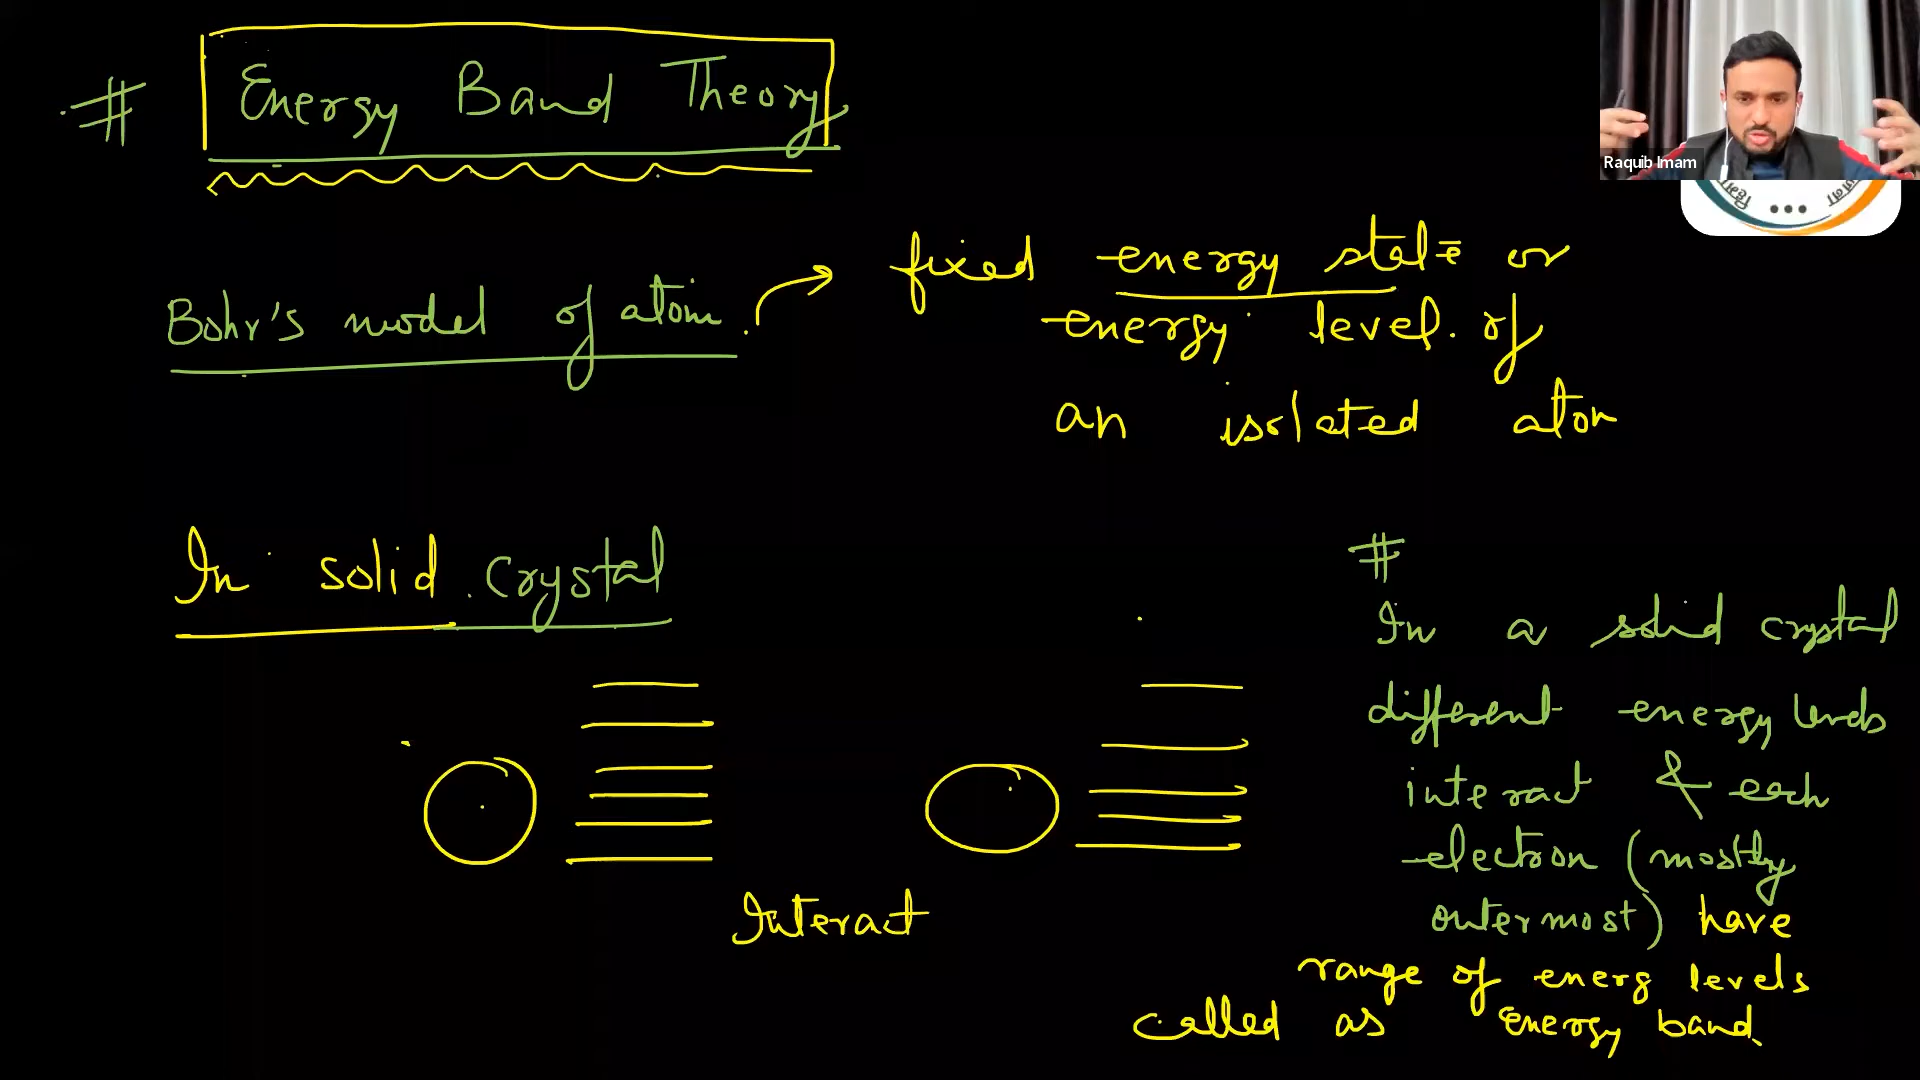 # Energy Band Theory
Raquib Imam
Bohr's model of atom.
fixed energy state or
energy level. of
an isolated atom
In solid crystal
Interact
#
In a solid crystal
different energy levels
interact & each
electron (mostly
outermost) have
range of energ levels
called as energy band